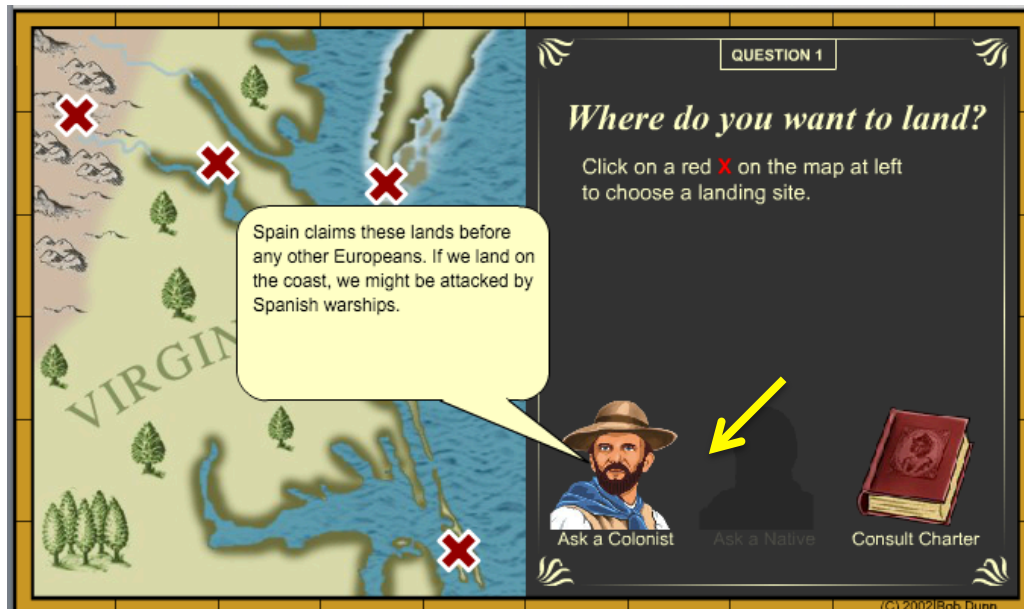 QUESTION 1
Where do you want to land?
Click on a red X on the map at left
to choose a landing site.
Spain claims these lands before
any other Europeans. If we land on
the coast, we might be attacked by
Spanish warships.
VIRGIN
Ask a Colonist
Ask a Native
Consult Charter
(C) 2002 Bob Dunn